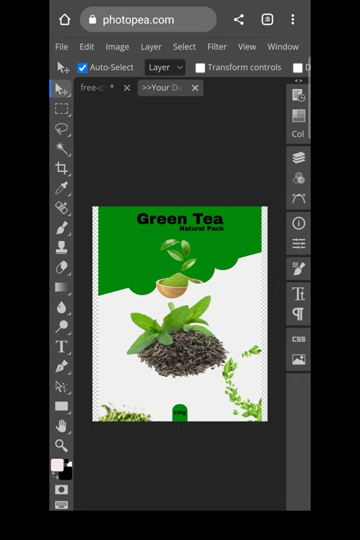 photopea.com
:D
File Edit Image Layer Select Filter View Window
Auto-Select Layer Transform controls D
free-c * >>Your De
Col
Green Tea
Natural Pack
CSS